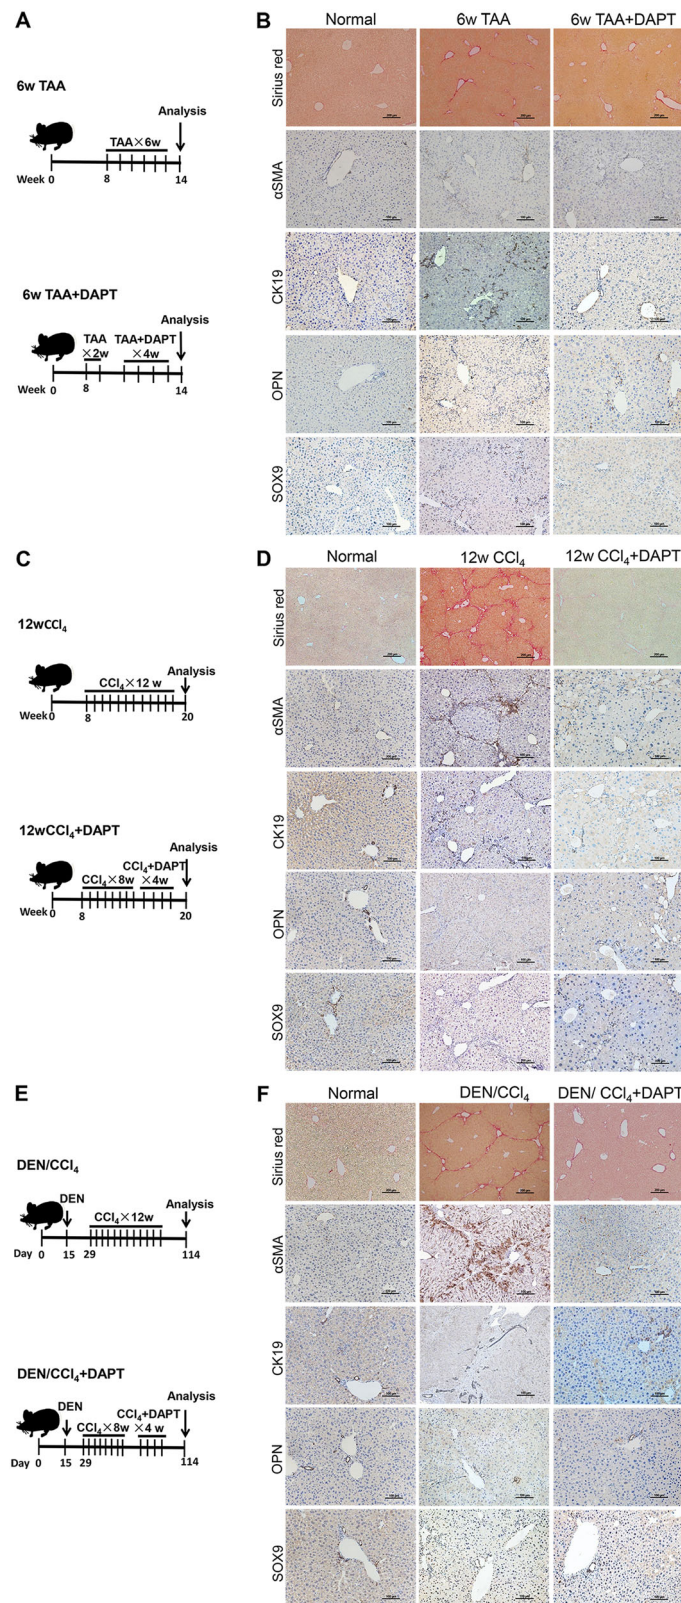 A
6w TAA
Analysis
TAA×6w
Week 0
8
14
6w TAA+DAPT
Analysis
TAA TAA+DAPT
×2w ×4w
8
Week 0
14
B
Normal 6w TAA 6w TAA+DAPT
Sirius red
αSMA
CK19
OPN
SOX9
C
12wCCl₄
Analysis
CCl₄×12 w
Week 0
8
20
12wCCl₄+DAPT
Analysis
CCl₄+DAPT
CCl₄×8w ×4w
Week 0
8
20
D
Normal 12w CCl₄ 12w CCl₄+DAPT
Sirius red
αSMA
CK19
OPN
SOX9
E
DEN/CCl₄
DEN
Analysis
CCl₄×12w
Day 0 15 29 114
DEN/CCl₄+DAPT
Analysis
DEN
CCl₄+DAPT
CCl₄×8w ×4 w
Day 0 15 29 114
F
Normal DEN/CCl₄ DEN/ CCl₄+DAPT
Sirius red
αSMA
CK19
OPN
SOX9